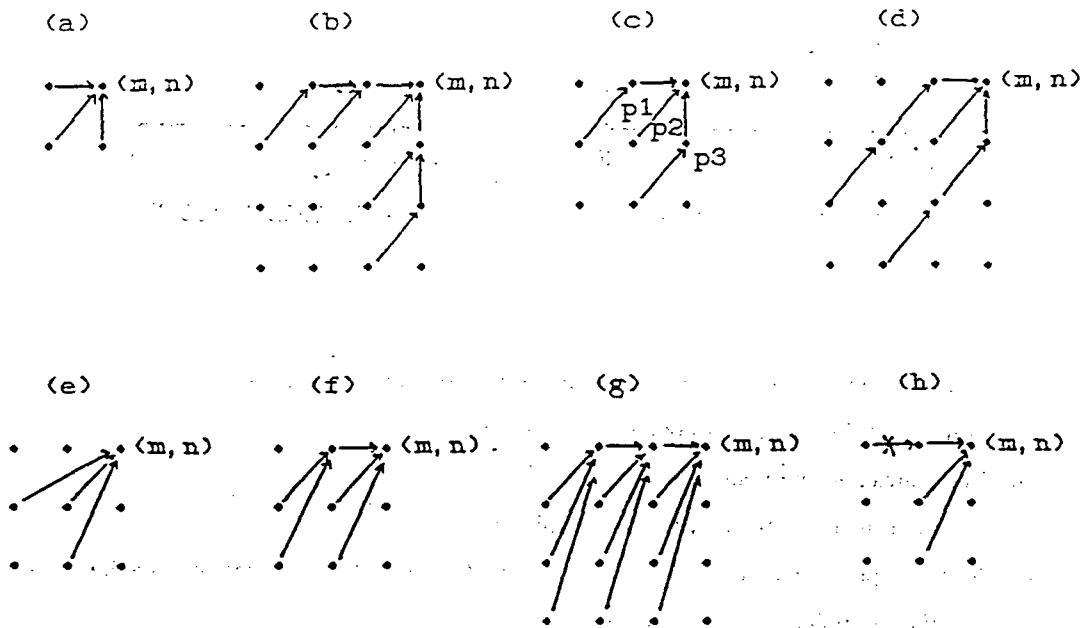 (a) (b) (c) (d)
(m,n) (m,n) (m,n) (m,n)
p1
p2
p3
(e) (f) (g) (h)
(m,n) (m,n) (m,n) (m,n)